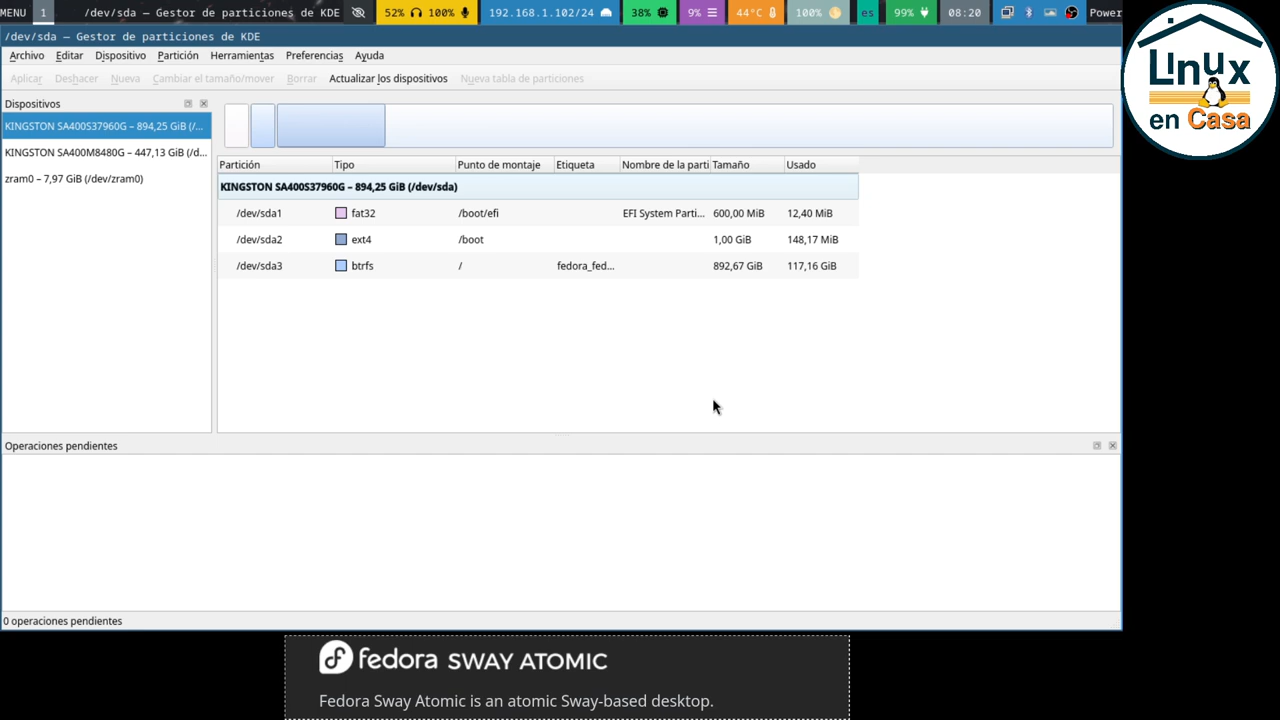 MENU 1 /dev/sda — Gestor de particiones de KDE 52% 100% 192.168.1.102/24 38% 9% 44°C 100% es 99% 08:20 Power
/dev/sda — Gestor de particiones de KDE
Archivo Editar Dispositivo Partición Herramientas Preferencias Ayuda
Aplicar Deshacer Nueva Cambiar el tamaño/mover Borrar Actualizar los dispositivos Nueva tabla de particiones
Dispositivos
KINGSTON SA400S37960G – 894,25 GiB (/...
KINGSTON SA400M8480G – 447,13 GiB (/d...
zram0 – 7,97 GiB (/dev/zram0)
Partición Tipo Punto de montaje Etiqueta Nombre de la parti Tamaño Usado
KINGSTON SA400S37960G – 894,25 GiB (/dev/sda)
/dev/sda1 fat32 /boot/efi EFI System Parti... 600,00 MiB 12,40 MiB
/dev/sda2 ext4 /boot 1,00 GiB 148,17 MiB
/dev/sda3 btrfs / fedora_fed... 892,67 GiB 117,16 GiB
Operaciones pendientes
0 operaciones pendientes
Linux
en Casa
fedora SWAY ATOMIC
Fedora Sway Atomic is an atomic Sway-based desktop.